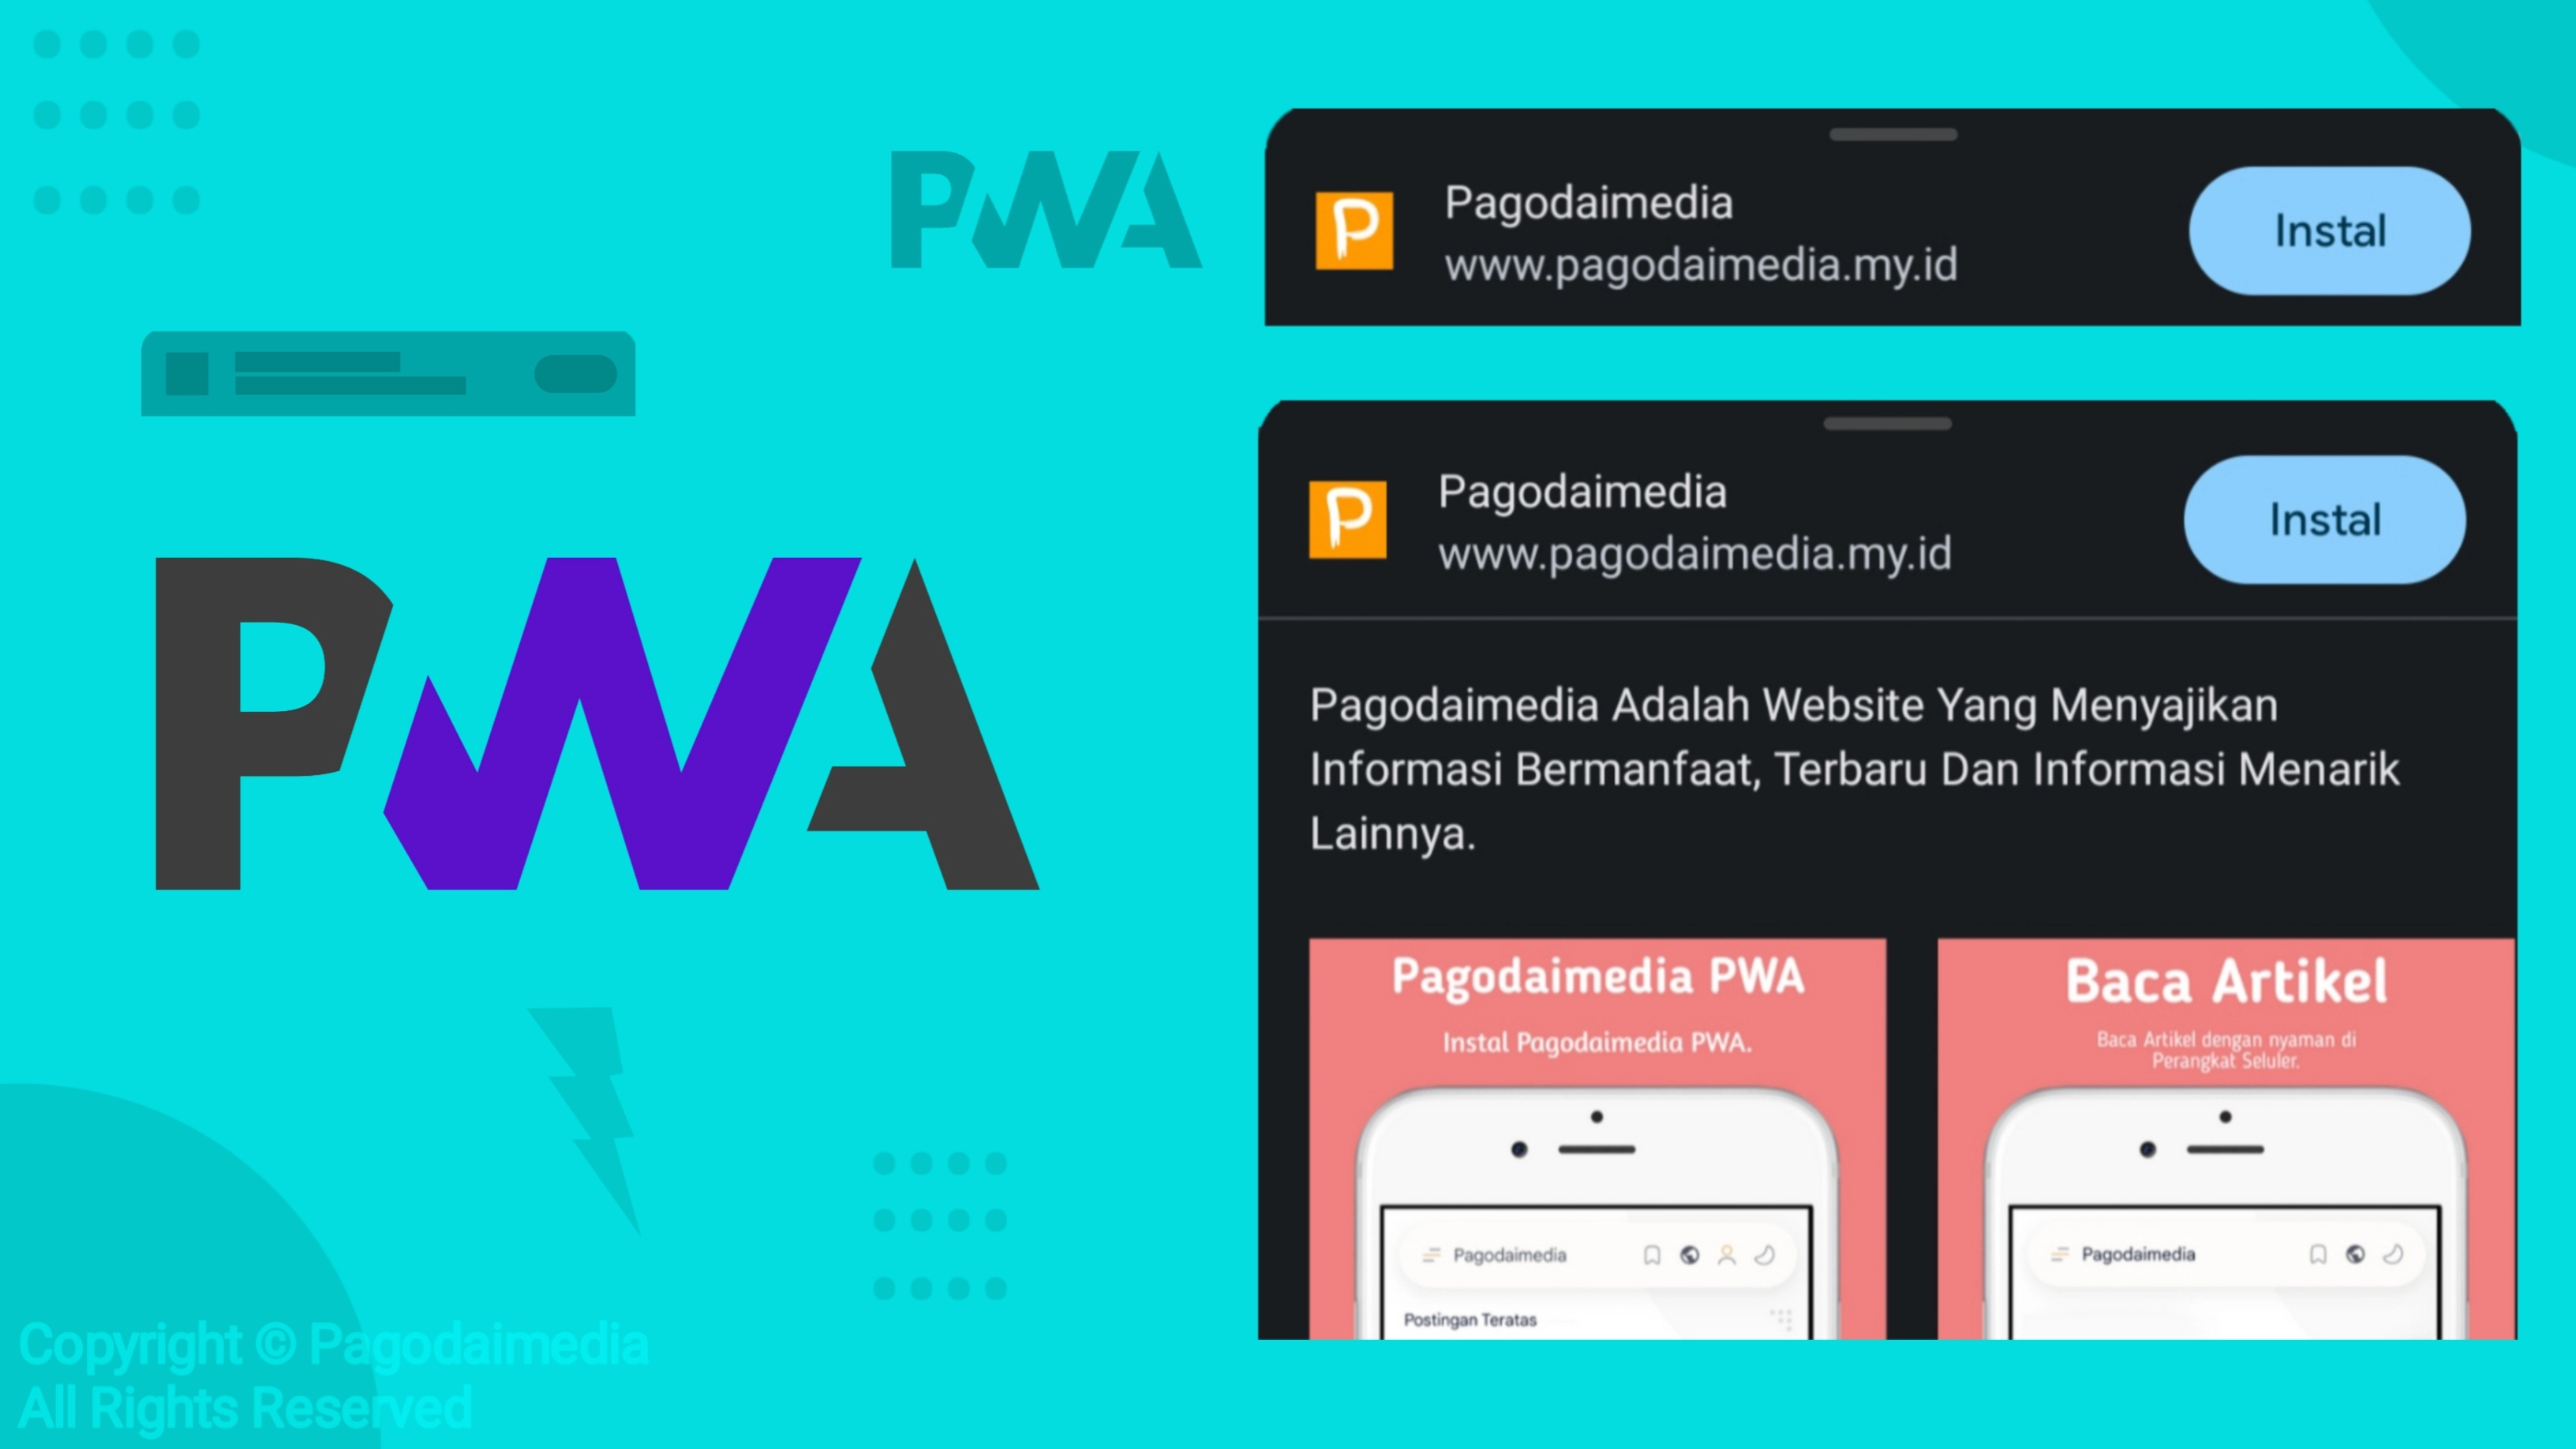 PWA
PWA
Copyright © Pagodaimedia
All Rights Reserved
P
Pagodaimedia
www.pagodaimedia.my.id
Instal
P
Pagodaimedia
www.pagodaimedia.my.id
Instal
Pagodaimedia Adalah Website Yang Menyajikan
Informasi Bermanfaat, Terbaru Dan Informasi Menarik
Lainnya.
Pagodaimedia PWA
Instal Pagodaimedia PWA.
Pagodaimedia
Postingan Teratas
Baca Artikel
Baca Artikel dengan nyaman di
Perangkat Seluler.
Pagodaimedia